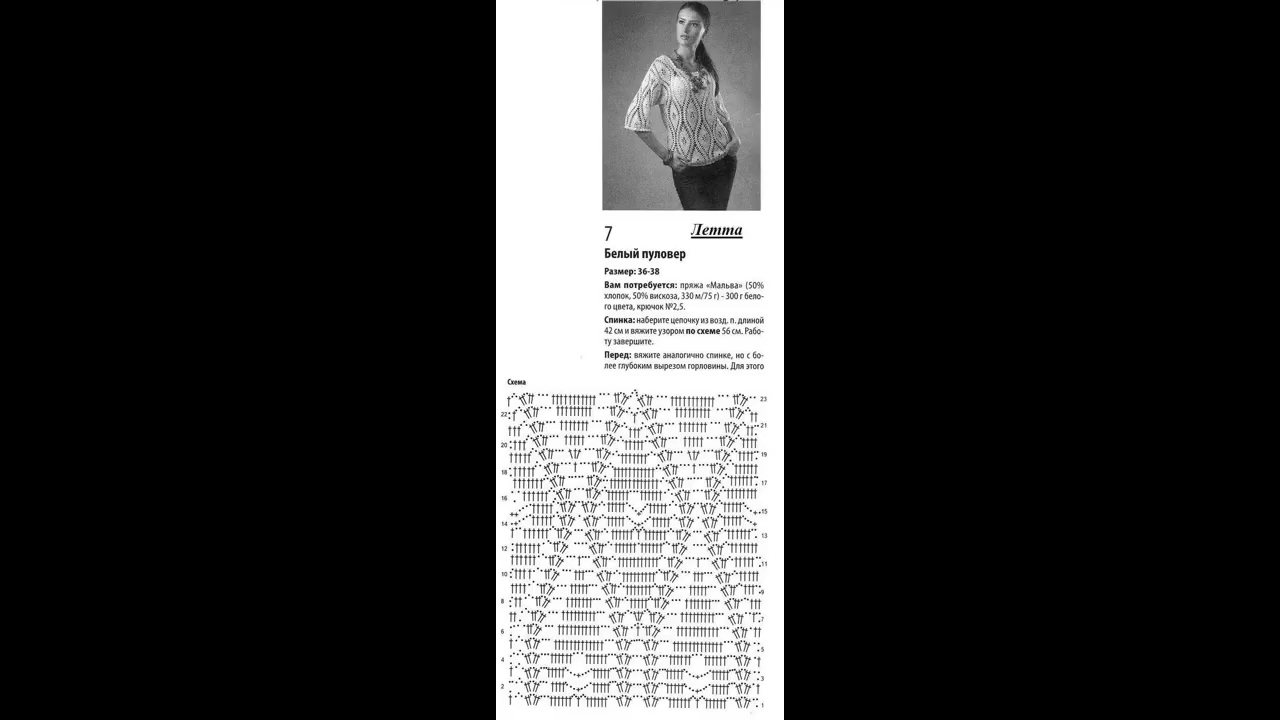 7
Летта
Белый пуловер
Размер: 36-38
Вам потребуется: пряжа «Мальва» (50%
хлопок, 50% вискоза, 330 м/75 г) - 300 г бело-
го цвета, крючок №2,5.
Спинка: наберите цепочку из возд. п. длиной
42 см и вяжите узором по схеме 56 см. Рабо-
ту завершите.
Перед: вяжите аналогично спинке, но с бо-
лее глубоким вырезом горловины. Для этого
Схема
23
22
21
20
19
18
17
16
15
14
13
12
11
10
9
8
7
6
5
4
3
2
1